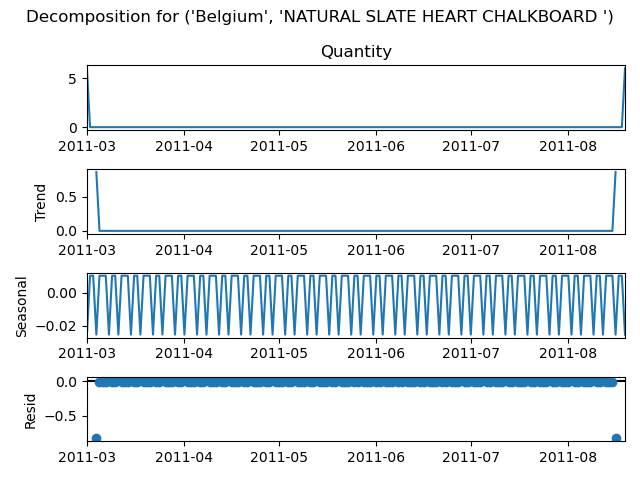 Decomposition for ('Belgium', 'NATURAL SLATE HEART CHALKBOARD ')
Quantity
5
0
2011-03 2011-04 2011-05 2011-06 2011-07 2011-08
Trend
0.5
0.0
2011-03 2011-04 2011-05 2011-06 2011-07 2011-08
Seasonal
0.00
−0.02
2011-03 2011-04 2011-05 2011-06 2011-07 2011-08
Resid
0.0
−0.5
2011-03 2011-04 2011-05 2011-06 2011-07 2011-08